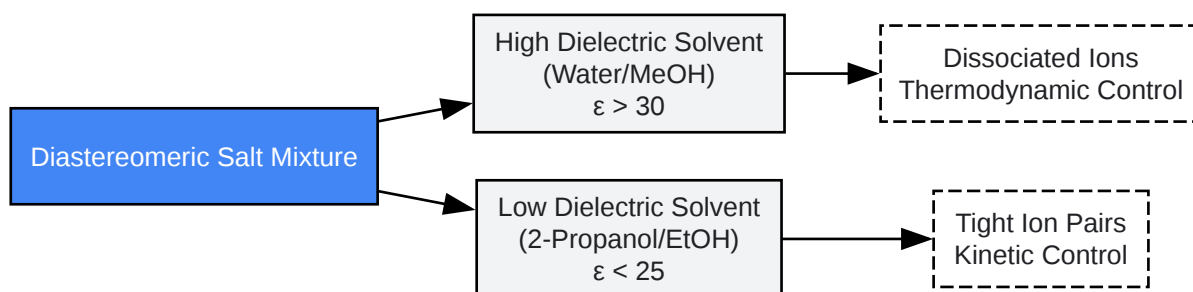 Diastereomeric Salt Mixture
High Dielectric Solvent
(Water/MeOH)
ε > 30
Dissociated Ions
Thermodynamic Control
Low Dielectric Solvent
(2-Propanol/EtOH)
ε < 25
Tight Ion Pairs
Kinetic Control